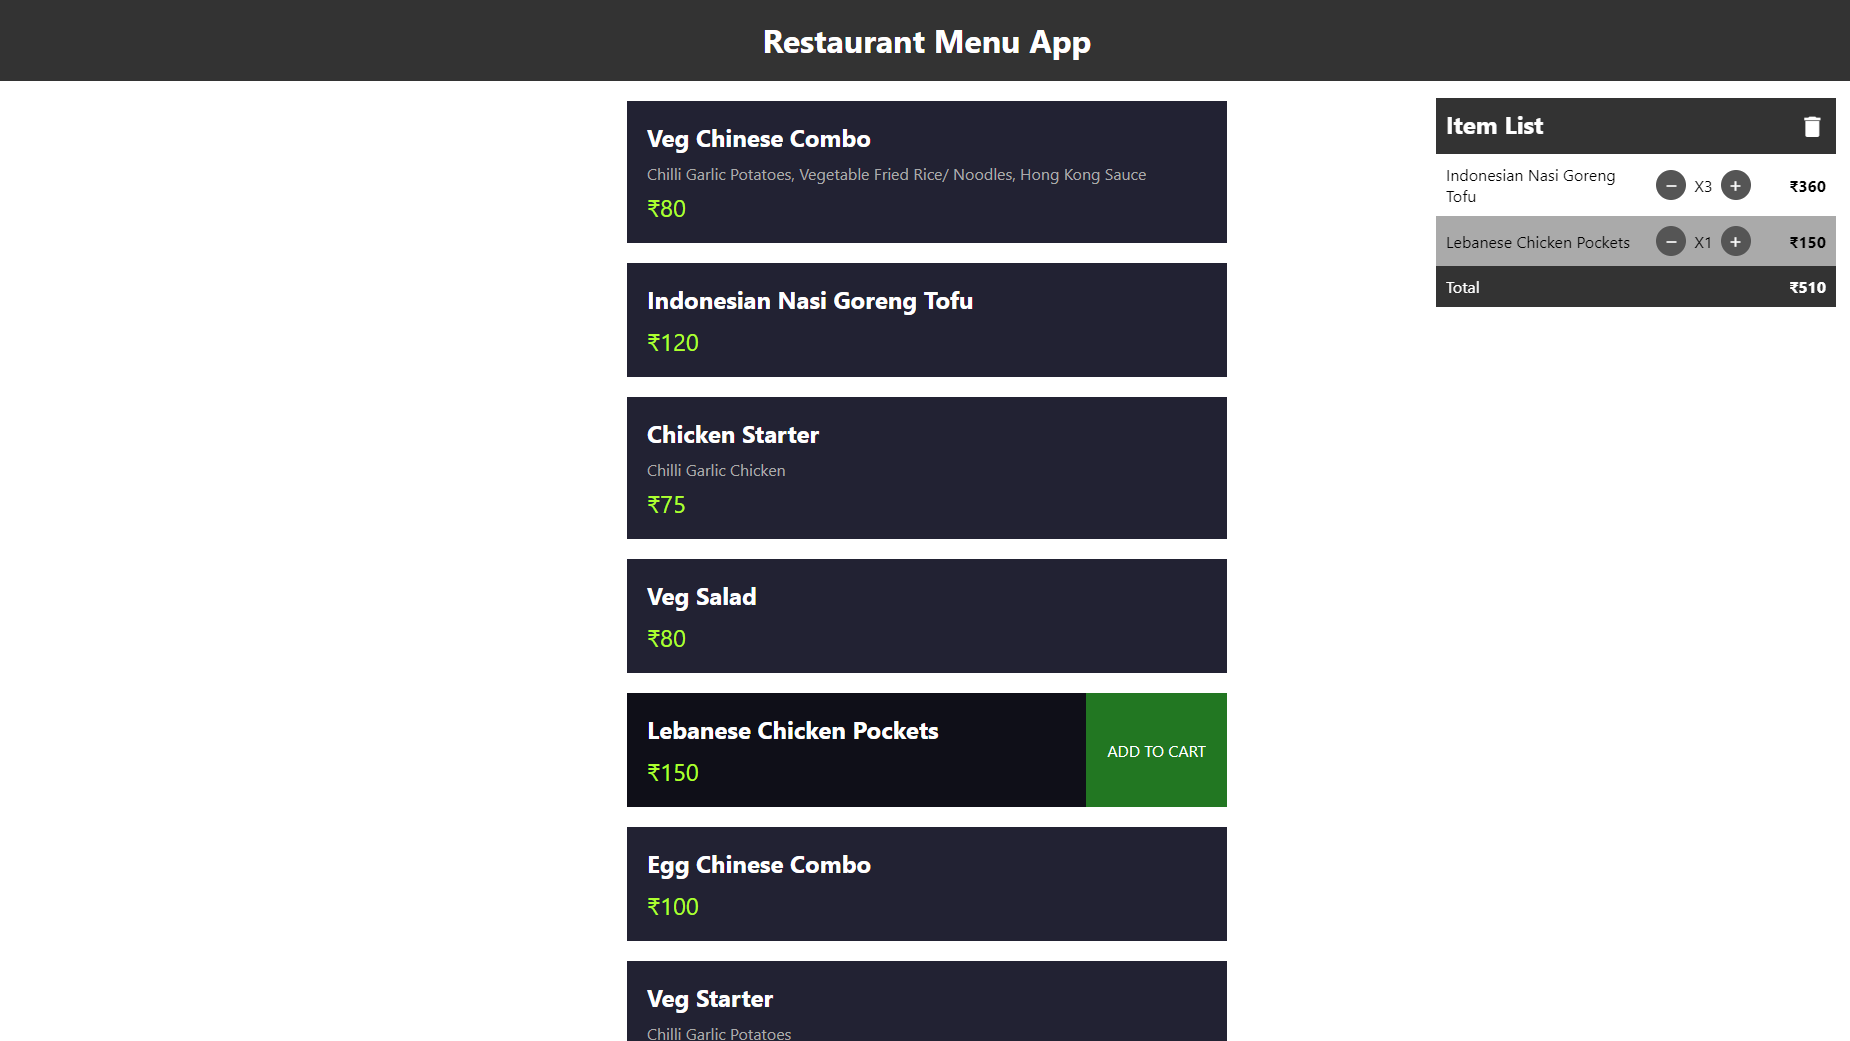 Restaurant Menu App
Veg Chinese Combo
Chilli Garlic Potatoes, Vegetable Fried Rice/ Noodles, Hong Kong Sauce
₹80
Indonesian Nasi Goreng Tofu
₹120
Chicken Starter
Chilli Garlic Chicken
₹75
Veg Salad
₹80
Lebanese Chicken Pockets
₹150
ADD TO CART
Egg Chinese Combo
₹100
Veg Starter
Chilli Garlic Potatoes
Item List
Indonesian Nasi Goreng
Tofu
− X3 + ₹360
Lebanese Chicken Pockets − X1 + ₹150
Total ₹510